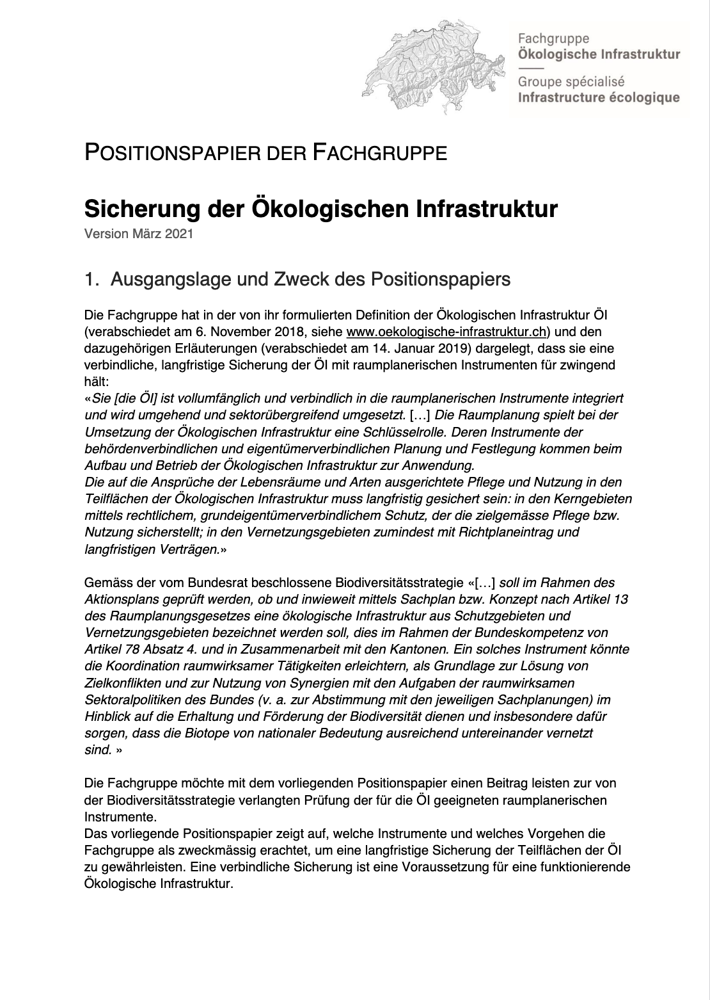 Fachgruppe
Ökologische Infrastruktur
Groupe spécialisé
Infrastructure écologique
POSITIONSPAPIER DER FACHGRUPPE
Sicherung der Ökologischen Infrastruktur
Version März 2021
1. Ausgangslage und Zweck des Positionspapiers
Die Fachgruppe hat in der von ihr formulierten Definition der Ökologischen Infrastruktur ÖI
(verabschiedet am 6. November 2018, siehe www.oekologische-infrastruktur.ch) und den
dazugehörigen Erläuterungen (verabschiedet am 14. Januar 2019) dargelegt, dass sie eine
verbindliche, langfristige Sicherung der ÖI mit raumplanerischen Instrumenten für zwingend
hält:
«Sie [die ÖI] ist vollumfänglich und verbindlich in die raumplanerischen Instrumente integriert
und wird umgehend und sektorübergreifend umgesetzt. […] Die Raumplanung spielt bei der
Umsetzung der Ökologischen Infrastruktur eine Schlüsselrolle. Deren Instrumente der
behördenverbindlichen und eigentümerverbindlichen Planung und Festlegung kommen beim
Aufbau und Betrieb der Ökologischen Infrastruktur zur Anwendung.
Die auf die Ansprüche der Lebensräume und Arten ausgerichtete Pflege und Nutzung in den
Teilflächen der Ökologischen Infrastruktur muss langfristig gesichert sein: in den Kerngebieten
mittels rechtlichem, grundeigentümerverbindlichem Schutz, der die zielgemässe Pflege bzw.
Nutzung sicherstellt; in den Vernetzungsgebieten zumindest mit Richtplaneintrag und
langfristigen Verträgen.»
Gemäss der vom Bundesrat beschlossene Biodiversitätsstrategie «[…] soll im Rahmen des
Aktionsplans geprüft werden, ob und inwieweit mittels Sachplan bzw. Konzept nach Artikel 13
des Raumplanungsgesetzes eine ökologische Infrastruktur aus Schutzgebieten und
Vernetzungsgebieten bezeichnet werden soll, dies im Rahmen der Bundeskompetenz von
Artikel 78 Absatz 4. und in Zusammenarbeit mit den Kantonen. Ein solches Instrument könnte
die Koordination raumwirksamer Tätigkeiten erleichtern, als Grundlage zur Lösung von
Zielkonflikten und zur Nutzung von Synergien mit den Aufgaben der raumwirksamen
Sektoralpolitiken des Bundes (v. a. zur Abstimmung mit den jeweiligen Sachplanungen) im
Hinblick auf die Erhaltung und Förderung der Biodiversität dienen und insbesondere dafür
sorgen, dass die Biotope von nationaler Bedeutung ausreichend untereinander vernetzt
sind. »
Die Fachgruppe möchte mit dem vorliegenden Positionspapier einen Beitrag leisten zur von
der Biodiversitätsstrategie verlangten Prüfung der für die ÖI geeigneten raumplanerischen
Instrumente.
Das vorliegende Positionspapier zeigt auf, welche Instrumente und welches Vorgehen die
Fachgruppe als zweckmässig erachtet, um eine langfristige Sicherung der Teilflächen der ÖI
zu gewährleisten. Eine verbindliche Sicherung ist eine Voraussetzung für eine funktionierende
Ökologische Infrastruktur.